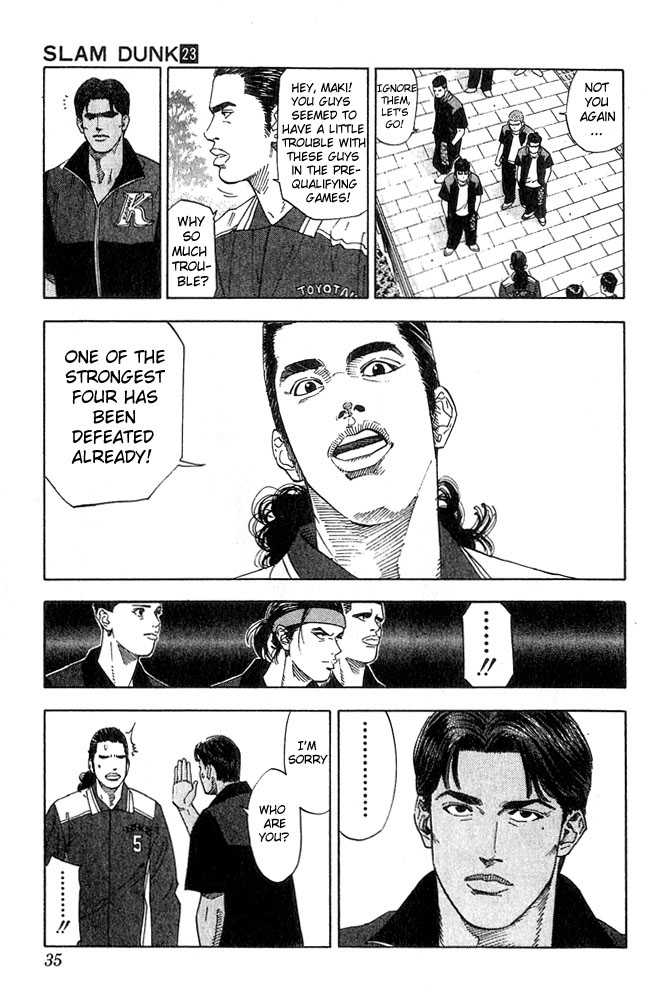 SLAM DUNK 23
NOT
YOU
AGAIN
...
IGNORE
THEM,
LET'S
GO!
HEY, MAKI!
YOU GUYS
SEEMED TO
HAVE A LITTLE
TROUBLE WITH
THESE GUYS
IN THE PRE-
QUALIFYING
GAMES!
WHY
SO
MUCH
TROU-
BLE?
TOYOTA
K
ONE OF THE
STRONGEST
FOUR HAS
BEEN
DEFEATED
ALREADY!
......!!
........
I'M
SORRY
WHO
ARE
YOU?
5
......!!
35